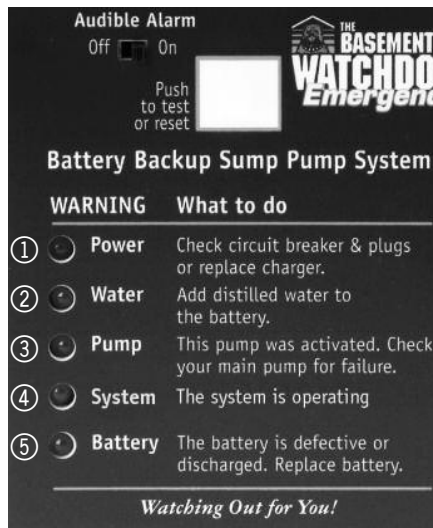 Audible Alarm
Off On
Push
to test
or reset
THE
BASEMENT
WATCHDO
Emergenc
Battery Backup Sump Pump System
WARNING What to do
① Power Check circuit breaker & plugs
or replace charger.
② Water Add distilled water to
the battery.
③ Pump This pump was activated. Check
your main pump for failure.
④ System The system is operating
⑤ Battery The battery is defective or
discharged. Replace battery.
Watching Out for You!